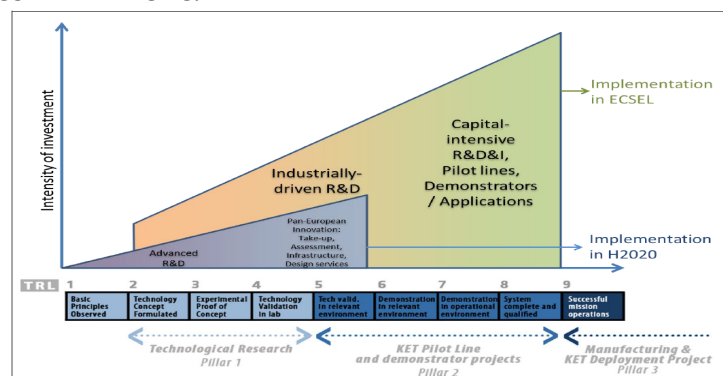 Intensity of investment
Implementation
in ECSEL
Capital-
intensive
R&D&I,
Pilot lines,
Demonstrators
/ Applications
Industrially-
driven R&D
Pan-European
Innovation:
Take-up,
Assessment,
Infrastructure,
Design services
Advanced
R&D
Implementation
in H2020
TRL
1 2 3 4 5 6 7 8 9
Basic
Principles
Observed
Technology
Concept
Formulated
Experimental
Proof of
Concept
Technology
Validation
in lab
Tech valid.
in relevant
environment
Demonstration
in relevant
environment
Demonstration
in operational
environment
System
complete and
qualified
Successful
mission
operations
Technological Research
Pillar 1
KET Pilot Line
and demonstrator projects
Pillar 2
Manufacturing &
KET Deployment Project
Pillar 3